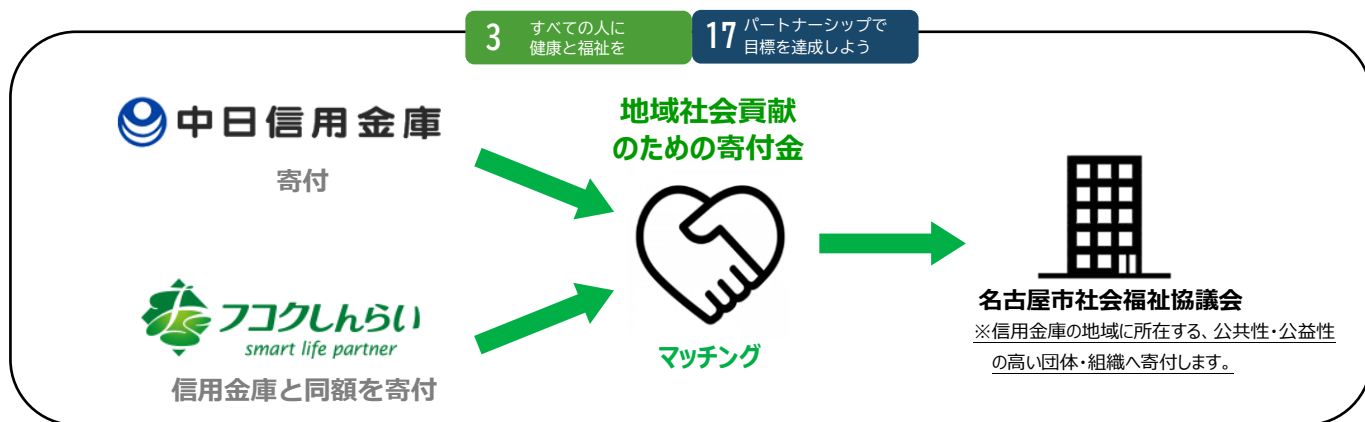 3 すべての人に
健康と福祉を
17 パートナーシップで
目標を達成しよう
中日信用金庫
寄付
フコクしんらい
smart life partner
信用金庫と同額を寄付
地域社会貢献
のための寄付金
マッチング
名古屋市社会福祉協議会
※信用金庫の地域に所在する、公共性・公益性
の高い団体・組織へ寄付します。